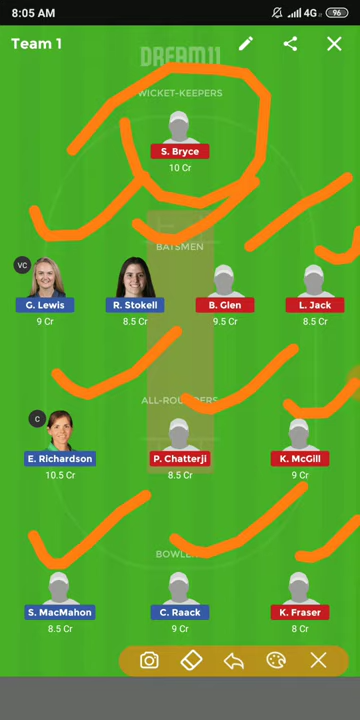 8:05 AM 4G 96
Team 1
DREAM11
WICKET-KEEPERS
S. Bryce
10 Cr
BATSMEN
VC
G. Lewis R. Stokell B. Glen L. Jack
9 Cr 8.5 Cr 9.5 Cr 8.5 Cr
ALL-ROUNDERS
C
E. Richardson P. Chatterji K. McGill
10.5 Cr 8.5 Cr 9 Cr
BOWLERS
S. MacMahon C. Raack K. Fraser
8.5 Cr 9 Cr 8 Cr